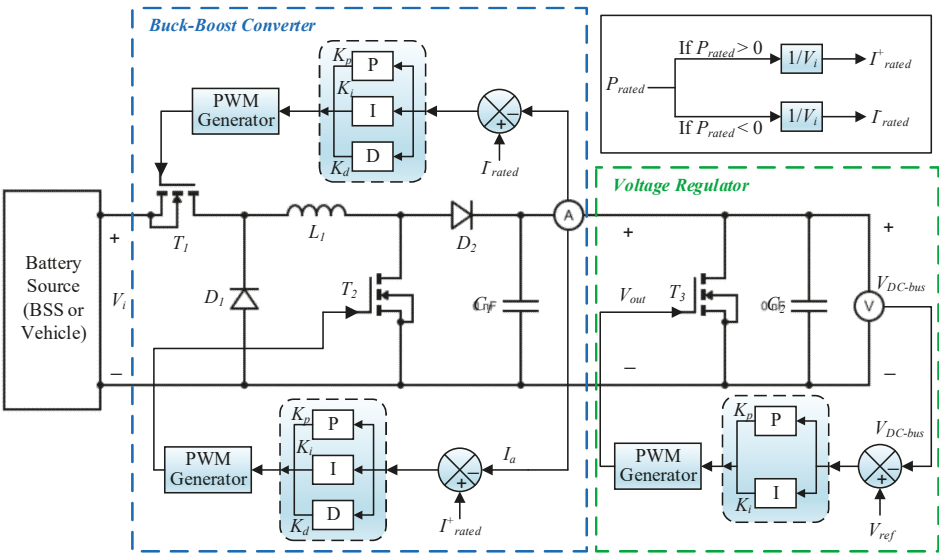 Buck-Boost Converter
PWM
Generator
K_p
K_i
K_d
P
I
D
+
−
I^-_rated
P_rated
If P_rated > 0
1/V_i
I^+_rated
If P_rated < 0
1/V_i
I^-_rated
Voltage Regulator
Battery
Source
(BSS or
Vehicle)
+
V_i
−
T_1
D_1
L_1
T_2
D_2
A
+
V_out
−
T_3
V
+
V_DC-bus
−
PWM
Generator
K_p
K_i
K_d
P
I
D
+
−
I_a
I^+_rated
PWM
Generator
K_p
K_i
P
I
+
−
V_DC-bus
V_ref